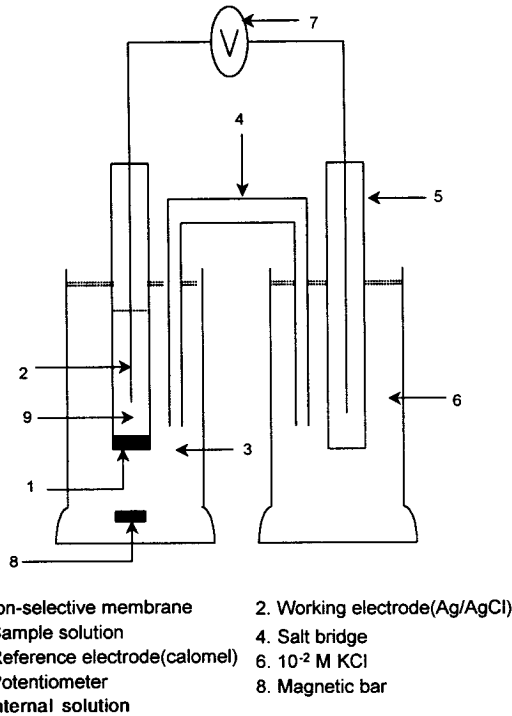 7
V
4
5
2
6
9
3
1
8
on-selective membrane 2. Working electrode(Ag/AgCl)
Sample solution 4. Salt bridge
Reference electrode(calomel) 6. 10⁻² M KCl
Potentiometer 8. Magnetic bar
nternal solution